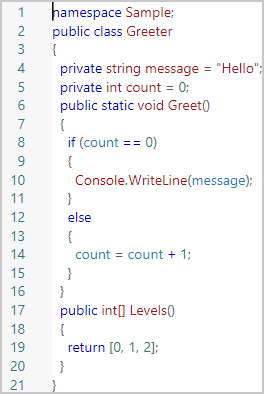 1 namespace Sample;
2 public class Greeter
3 {
4   private string message = "Hello";
5   private int count = 0;
6   public static void Greet()
7   {
8     if (count == 0)
9     {
10       Console.WriteLine(message);
11     }
12     else
13     {
14       count = count + 1;
15     }
16   }
17   public int[] Levels()
18   {
19     return [0, 1, 2];
20   }
21 }